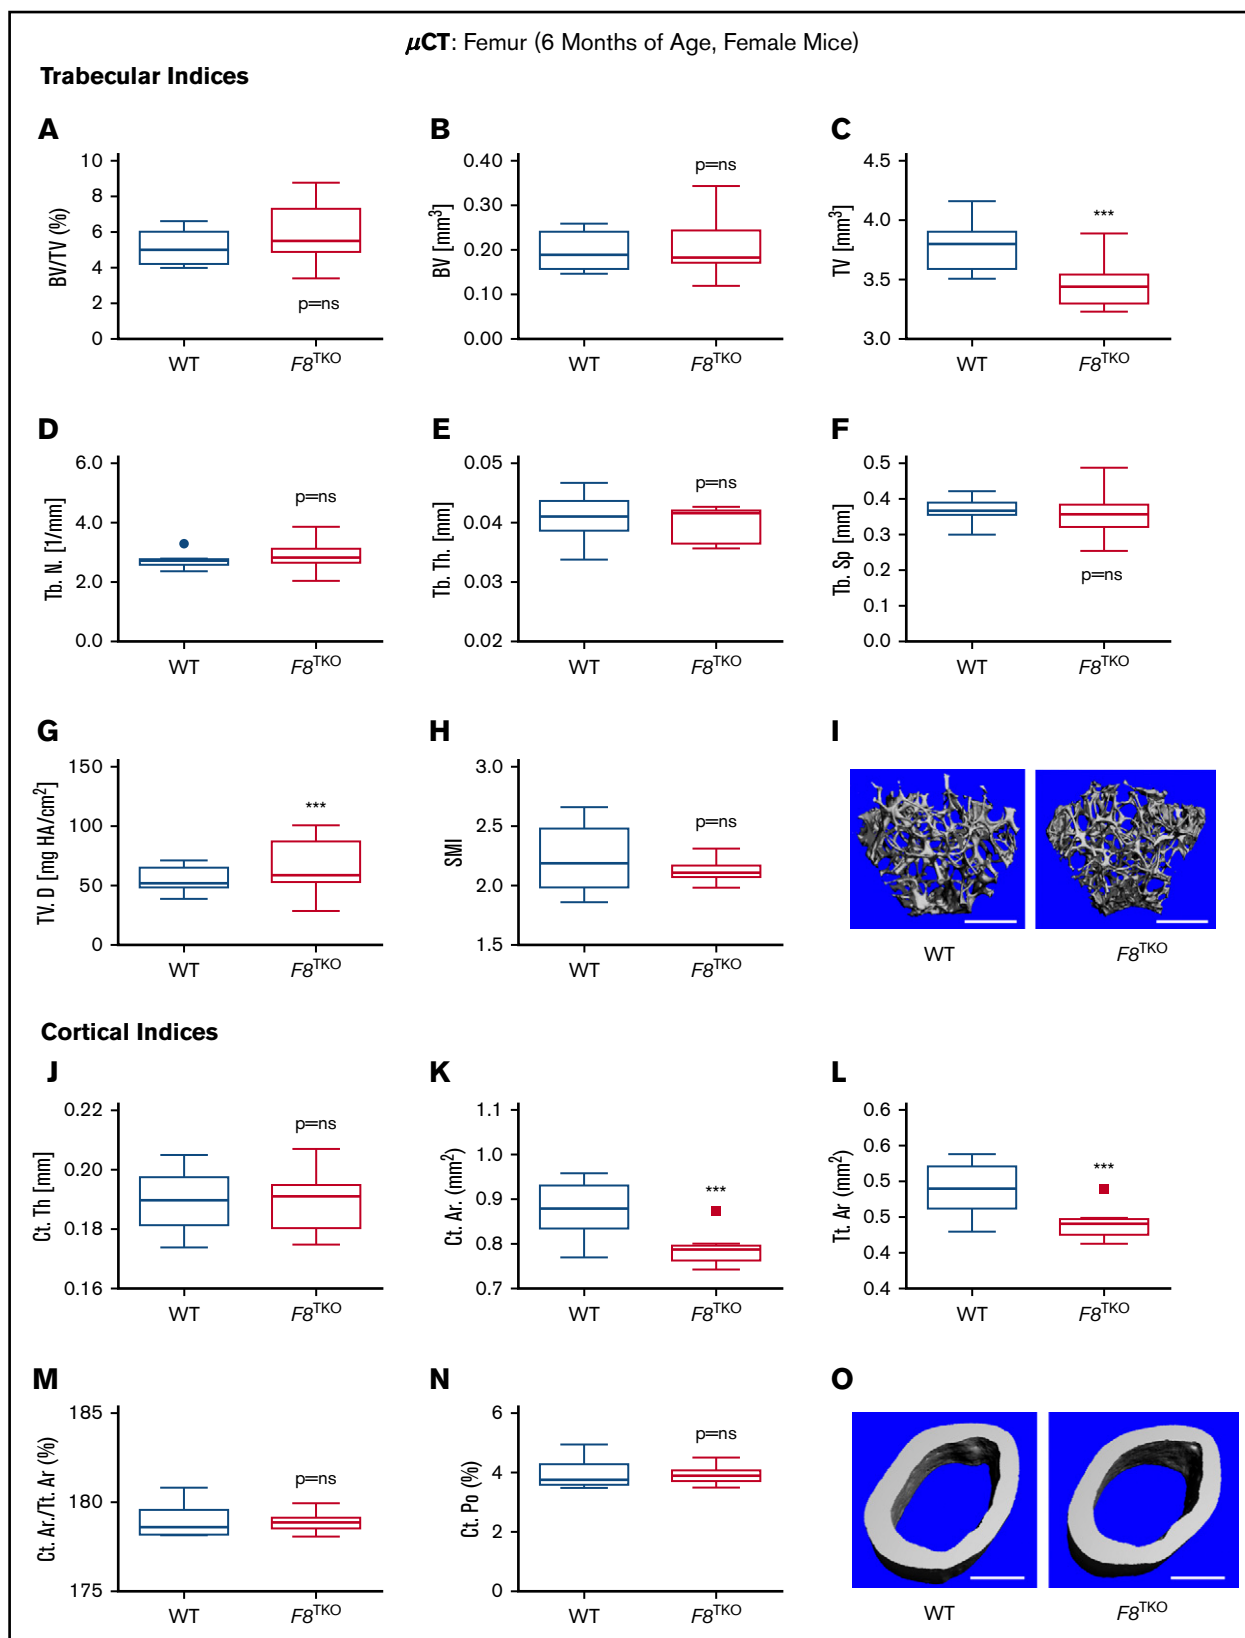 μCT: Femur (6 Months of Age, Female Mice)
Trabecular Indices
A
BV/TV (%)
10
8
6
4
2
0
p=ns
WT
F8TKO
B
BV [mm3]
0.40
0.30
0.20
0.10
0.00
p=ns
WT
F8TKO
C
TV [mm3]
4.5
4.0
3.5
3.0
***
WT
F8TKO
D
Tb. N. [1/mm]
6.0
4.0
2.0
0.0
p=ns
WT
F8TKO
E
Tb. Th. [mm]
0.05
0.04
0.03
0.02
p=ns
WT
F8TKO
F
Tb. Sp [mm]
0.5
0.4
0.3
0.2
0.1
0.0
p=ns
WT
F8TKO
G
TV. D [mg HA/cm2]
150
100
50
0
***
WT
F8TKO
H
SMI
3.0
2.5
2.0
1.5
p=ns
WT
F8TKO
I
WT
F8TKO
Cortical Indices
J
Ct. Th [mm]
0.22
0.20
0.18
0.16
p=ns
WT
F8TKO
K
Ct. Ar. (mm2)
1.1
1.0
0.9
0.8
0.7
***
WT
F8TKO
L
Tt. Ar (mm2)
0.6
0.6
0.5
0.5
0.4
0.4
***
WT
F8TKO
M
Ct. Ar./Tt. Ar (%)
185
180
175
p=ns
WT
F8TKO
N
Ct. Po (%)
6
4
2
0
p=ns
WT
F8TKO
O
WT
F8TKO